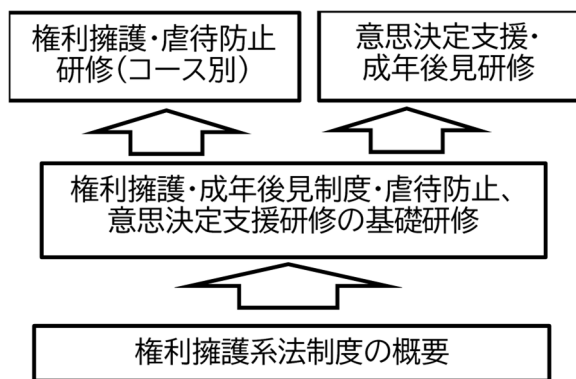 権利擁護・虐待防止
研修（コース別）
意思決定支援・
成年後見研修
権利擁護・成年後見制度・虐待防止、
意思決定支援研修の基礎研修
権利擁護系法制度の概要